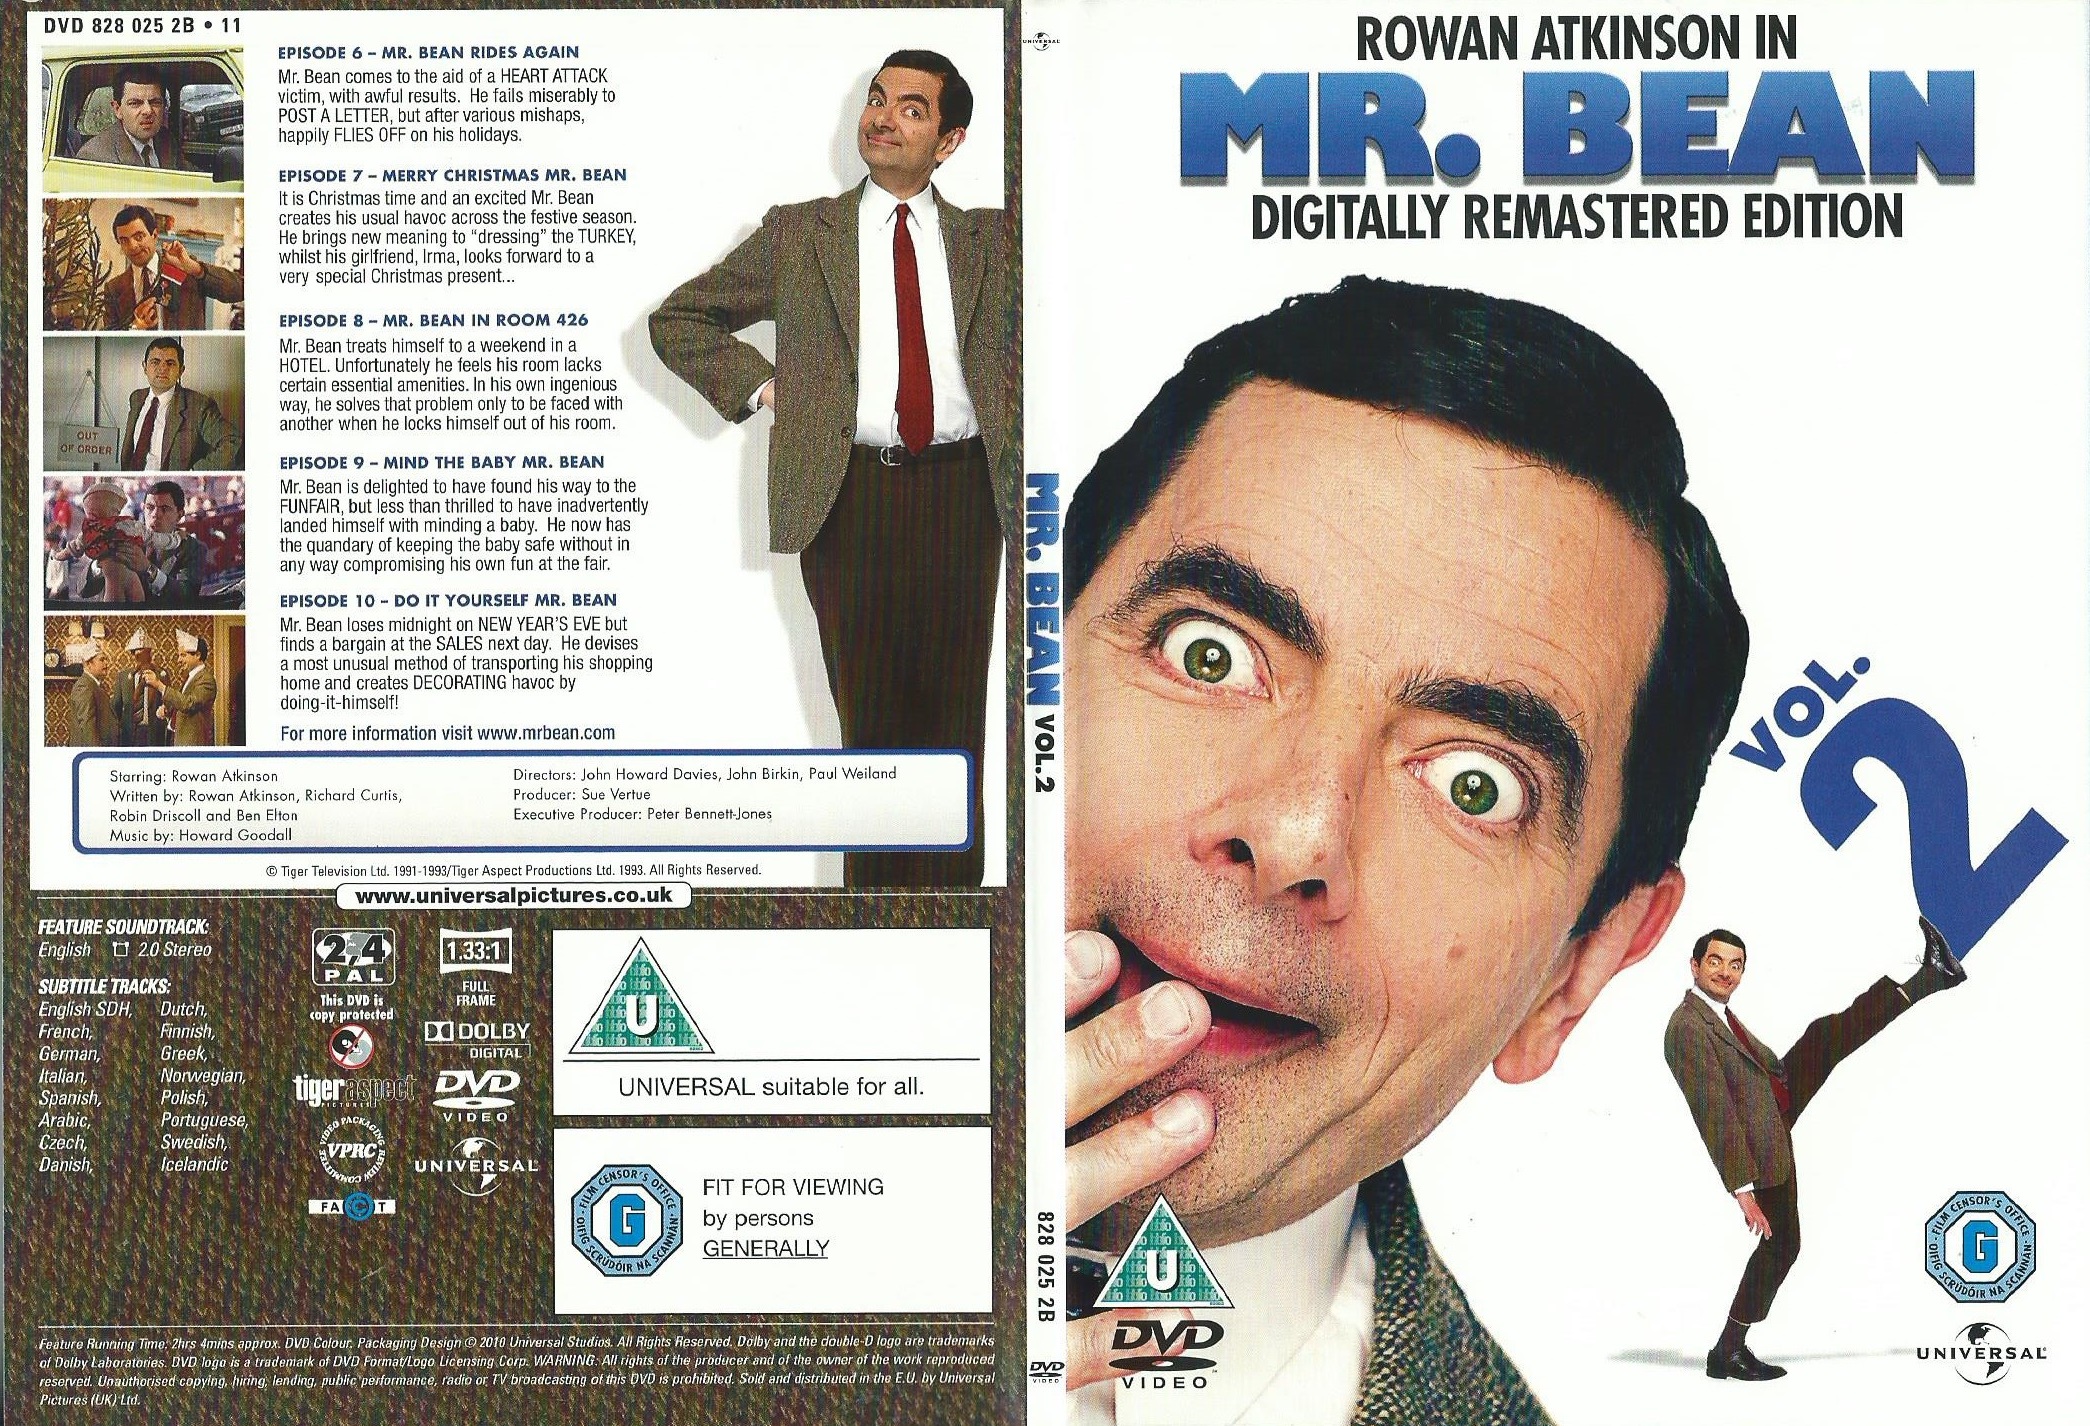 DVD 828 025 2B • 11
EPISODE 6 – MR. BEAN RIDES AGAIN
Mr. Bean comes to the aid of a HEART ATTACK
victim, with awful results. He fails miserably to
POST A LETTER, but after various mishaps,
happily FLIES OFF on his holidays.
EPISODE 7 – MERRY CHRISTMAS MR. BEAN
It is Christmas time and an excited Mr. Bean
creates his usual havoc across the festive season.
He brings new meaning to “dressing” the TURKEY,
whilst his girlfriend, Irma, looks forward to a
very special Christmas present...
EPISODE 8 – MR. BEAN IN ROOM 426
Mr. Bean treats himself to a weekend in a
HOTEL. Unfortunately he feels his room lacks
certain essential amenities. In his own ingenious
way, he solves that problem only to be faced with
another when he locks himself out of his room.
OUT
OF ORDER
EPISODE 9 – MIND THE BABY MR. BEAN
Mr. Bean is delighted to have found his way to the
FUNFAIR, but less than thrilled to have inadvertently
landed himself with minding a baby. He now has
the quandary of keeping the baby safe without in
any way compromising his own fun at the fair.
EPISODE 10 – DO IT YOURSELF MR. BEAN
Mr. Bean loses midnight on NEW YEAR'S EVE but
finds a bargain at the SALES next day. He devises
a most unusual method of transporting his shopping
home and creates DECORATING havoc by
doing-it-himself!
For more information visit www.mrbean.com
Starring: Rowan Atkinson
Written by: Rowan Atkinson, Richard Curtis,
Robin Driscoll and Ben Elton
Music by: Howard Goodall
Directors: John Howard Davies, John Birkin, Paul Weiland
Producer: Sue Vertue
Executive Producer: Peter Bennett-Jones
© Tiger Television Ltd. 1991-1993/Tiger Aspect Productions Ltd. 1993. All Rights Reserved.
www.universalpictures.co.uk
FEATURE SOUNDTRACK:
English 2.0 Stereo
SUBTITLE TRACKS:
English SDH, Dutch,
French, Finnish,
German, Greek,
Italian, Norwegian,
Spanish, Polish,
Arabic, Portuguese,
Czech, Swedish,
Danish, Icelandic
2,4
PAL
This DVD is
copy protected
tigeraspect
PICTURES
VIDEO PACKAGING REVIEW COMMITTEE
VPRC
FACT
1.33:1
FULL
FRAME
DOLBY
DIGITAL
DVD
VIDEO
UNIVERSAL
U
UNIVERSAL suitable for all.
FILM CENSOR'S OFFICE
G
OIFIG SCRÚDÓIR NA SCANNÁN
FIT FOR VIEWING
by persons
GENERALLY
Feature Running Time: 2hrs 4mins approx. DVD Colour. Packaging Design © 2010 Universal Studios. All Rights Reserved. Dolby and the double-D logo are trademarks
of Dolby Laboratories. DVD logo is a trademark of DVD Format/Logo Licensing Corp. WARNING: All rights of the producer and of the owner of the work reproduced
reserved. Unauthorised copying, hiring, lending, public performance, radio or TV broadcasting of this DVD is prohibited. Sold and distributed in the E.U. by Universal
Pictures (UK) Ltd.
UNIVERSAL
MR. BEAN VOL.2
828 025 2B
DVD
VIDEO
ROWAN ATKINSON IN
MR. BEAN
DIGITALLY REMASTERED EDITION
VOL.
2
U
DVD
VIDEO
FILM CENSOR'S OFFICE
G
OIFIG SCRÚDÓIR NA SCANNÁN
UNIVERSAL